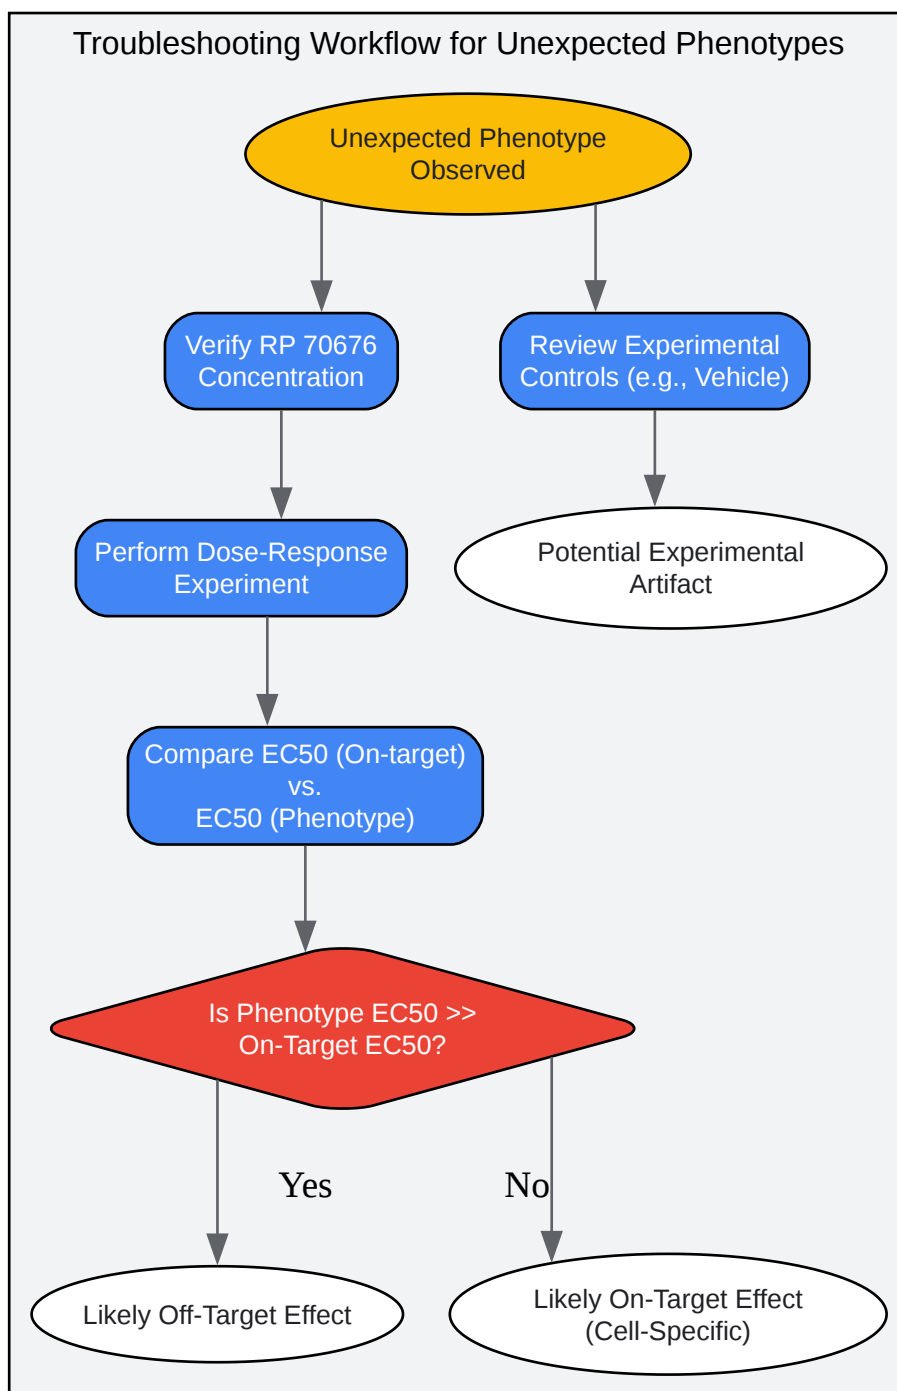 Troubleshooting Workflow for Unexpected Phenotypes
Unexpected Phenotype
Observed
Verify RP 70676
Concentration
Review Experimental
Controls (e.g., Vehicle)
Perform Dose-Response
Experiment
Potential Experimental
Artifact
Compare EC50 (On-target)
vs.
EC50 (Phenotype)
Is Phenotype EC50 >>
On-Target EC50?
Yes
No
Likely Off-Target Effect
Likely On-Target Effect
(Cell-Specific)